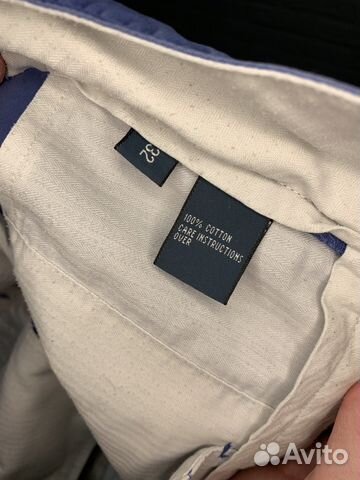 32
100% COTTON
CARE INSTRUCTIONS
OVER
Avito